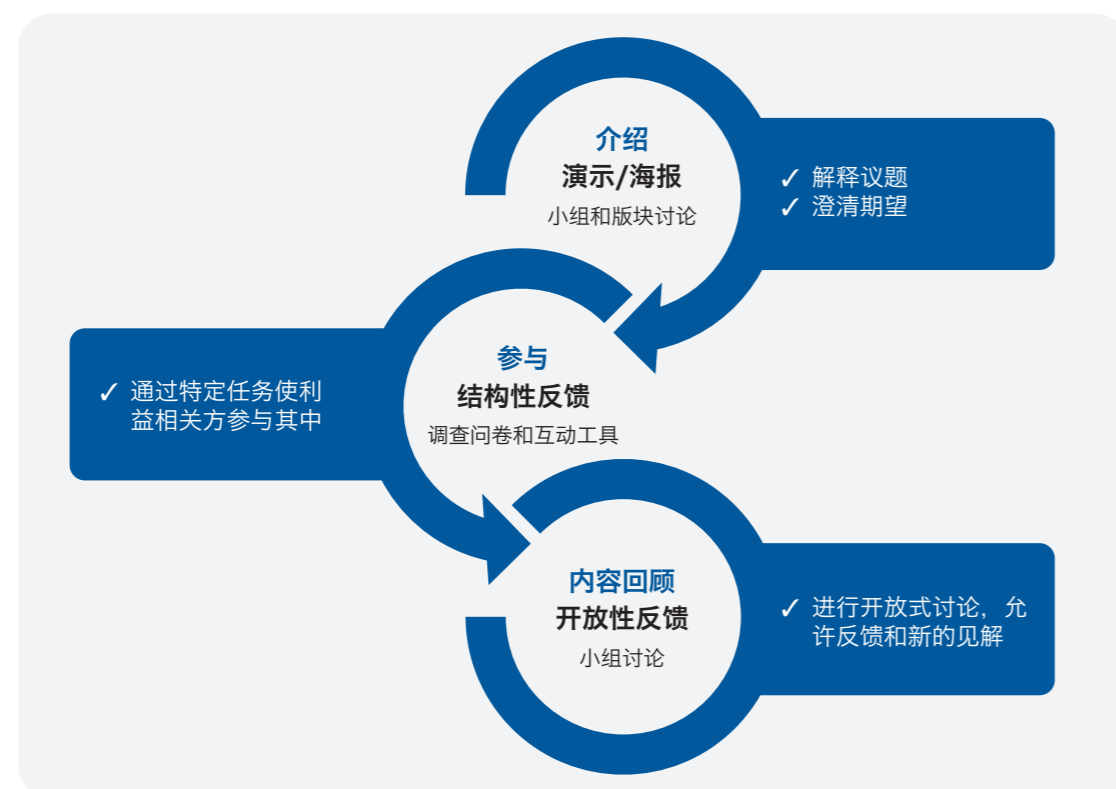 介绍
演示/海报
小组和版块讨论
✓ 解释议题
✓ 澄清期望
参与
结构性反馈
调查问卷和互动工具
✓ 通过特定任务使利
益相关方参与其中
内容回顾
开放性反馈
小组讨论
✓ 进行开放式讨论，允
许反馈和新的见解